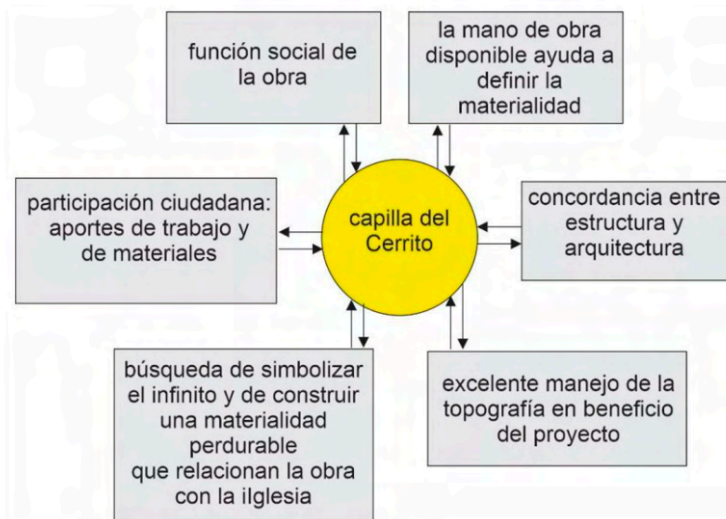 función social de
la obra
la mano de obra
disponible ayuda a
definir la
materialidad
participación ciudadana:
aportes de trabajo y
de materiales
capilla del
Cerrito
concordancia entre
estructura y
arquitectura
búsqueda de simbolizar
el infinito y de construir
una materialidad
perdurable
que relacionan la obra
con la iIglesia
excelente manejo de la
topografía en beneficio
del proyecto